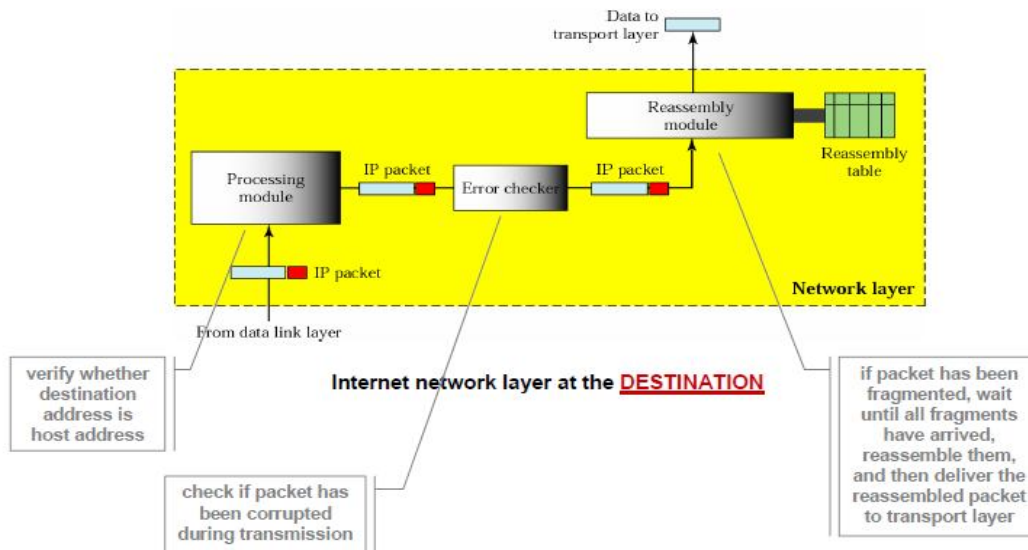 Data to
transport layer
Reassembly
module
Reassembly
table
Processing
module
IP packet
Error checker
IP packet
IP packet
Network layer
From data link layer
verify whether
destination
address is
host address
Internet network layer at the DESTINATION
check if packet has
been corrupted
during transmission
if packet has been
fragmented, wait
until all fragments
have arrived,
reassemble them,
and then deliver the
reassembled packet
to transport layer